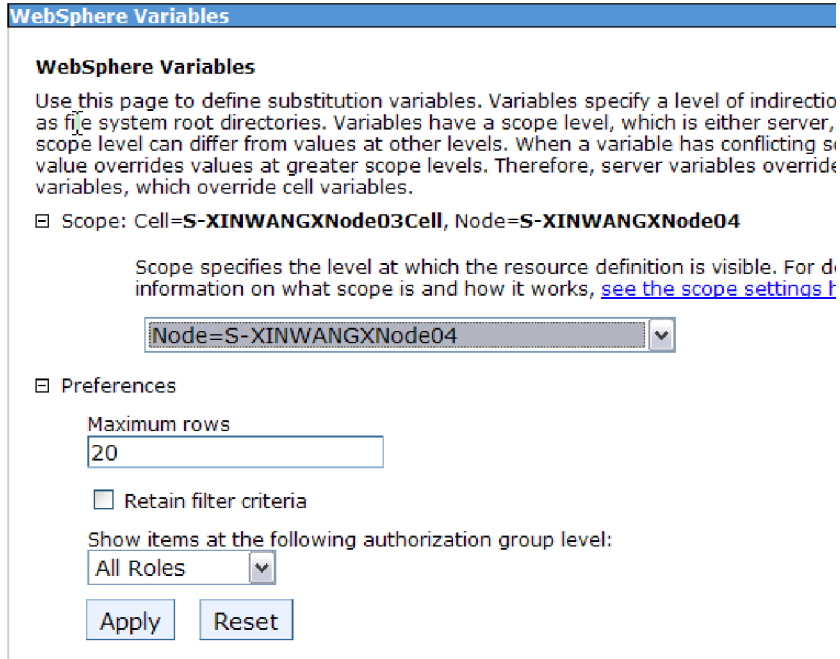 WebSphere Variables
WebSphere Variables
Use this page to define substitution variables. Variables specify a level of
as file system root directories. Variables have a scope level, which is either server,
scope level can differ from values at other levels. When a variable has conflicting
value overrides values at greater scope levels. Therefore, server variables
variables, which override cell variables.
Scope: Cell=S-XINWANGXNode03Cell, Node=S-XINWANGXNode04
Scope specifies the level at which the resource definition is visible. For
information on what scope is and how it works, see the scope settings
Node=S-XINWANGXNode04
Preferences
Maximum rows
20
Retain filter criteria
Show items at the following authorization group level:
All Roles
Apply Reset